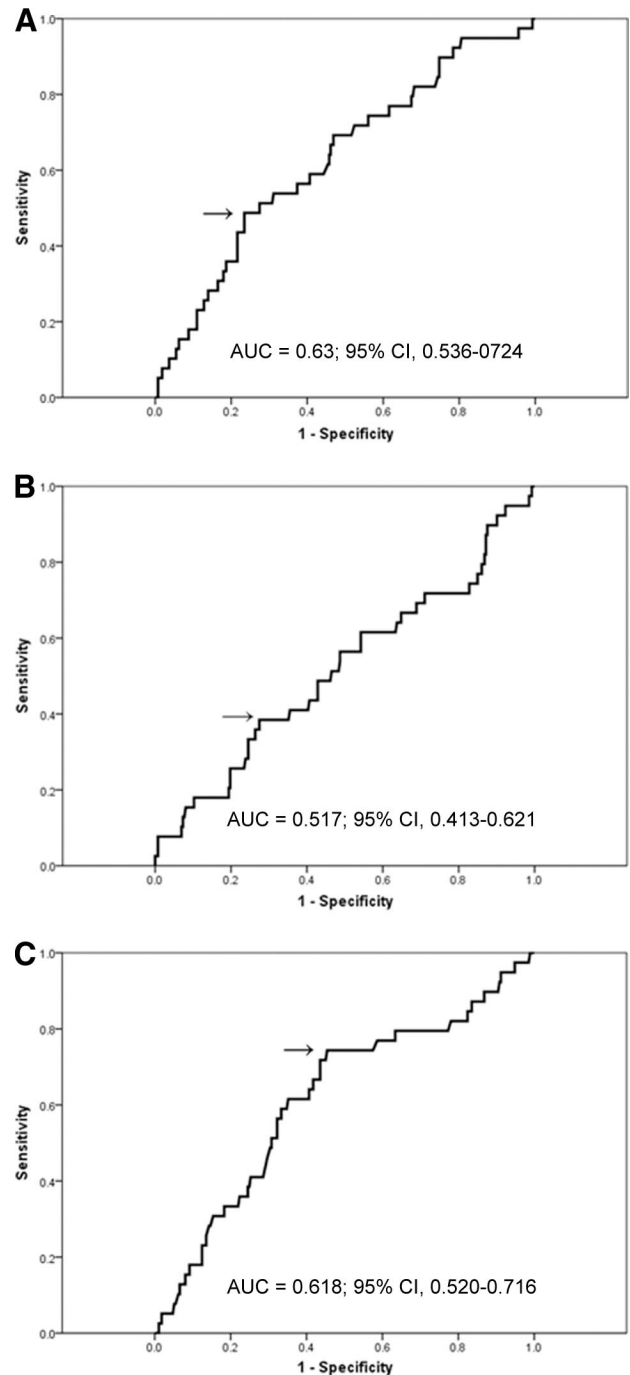 A
1.0
0.8
0.6
0.4
0.2
0.0
Sensitivity
AUC = 0.63; 95% CI, 0.536-0724
0.0 0.2 0.4 0.6 0.8 1.0
1 - Specificity
B
1.0
0.8
0.6
0.4
0.2
0.0
Sensitivity
AUC = 0.517; 95% CI, 0.413-0.621
0.0 0.2 0.4 0.6 0.8 1.0
1 - Specificity
C
1.0
0.8
0.6
0.4
0.2
0.0
Sensitivity
AUC = 0.618; 95% CI, 0.520-0.716
0.0 0.2 0.4 0.6 0.8 1.0
1 - Specificity